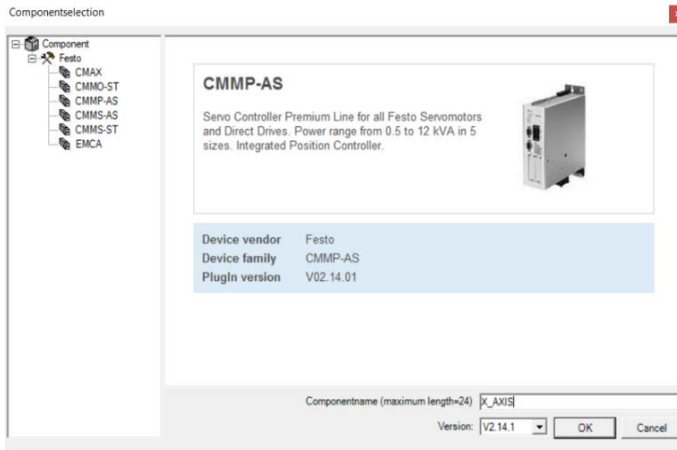 Componentselection
Component
Festo
CMAX
CMMO-ST
CMMP-AS
CMMS-AS
CMMS-ST
EMCA
CMMP-AS
Servo Controller Premium Line for all Festo Servomotors
and Direct Drives. Power range from 0.5 to 12 kVA in 5
sizes. Integrated Position Controller.
Device vendor Festo
Device family CMMP-AS
PlugIn version V02.14.01
Componentname (maximum length=24) X_AXIS
Version: V2.14.1 OK Cancel